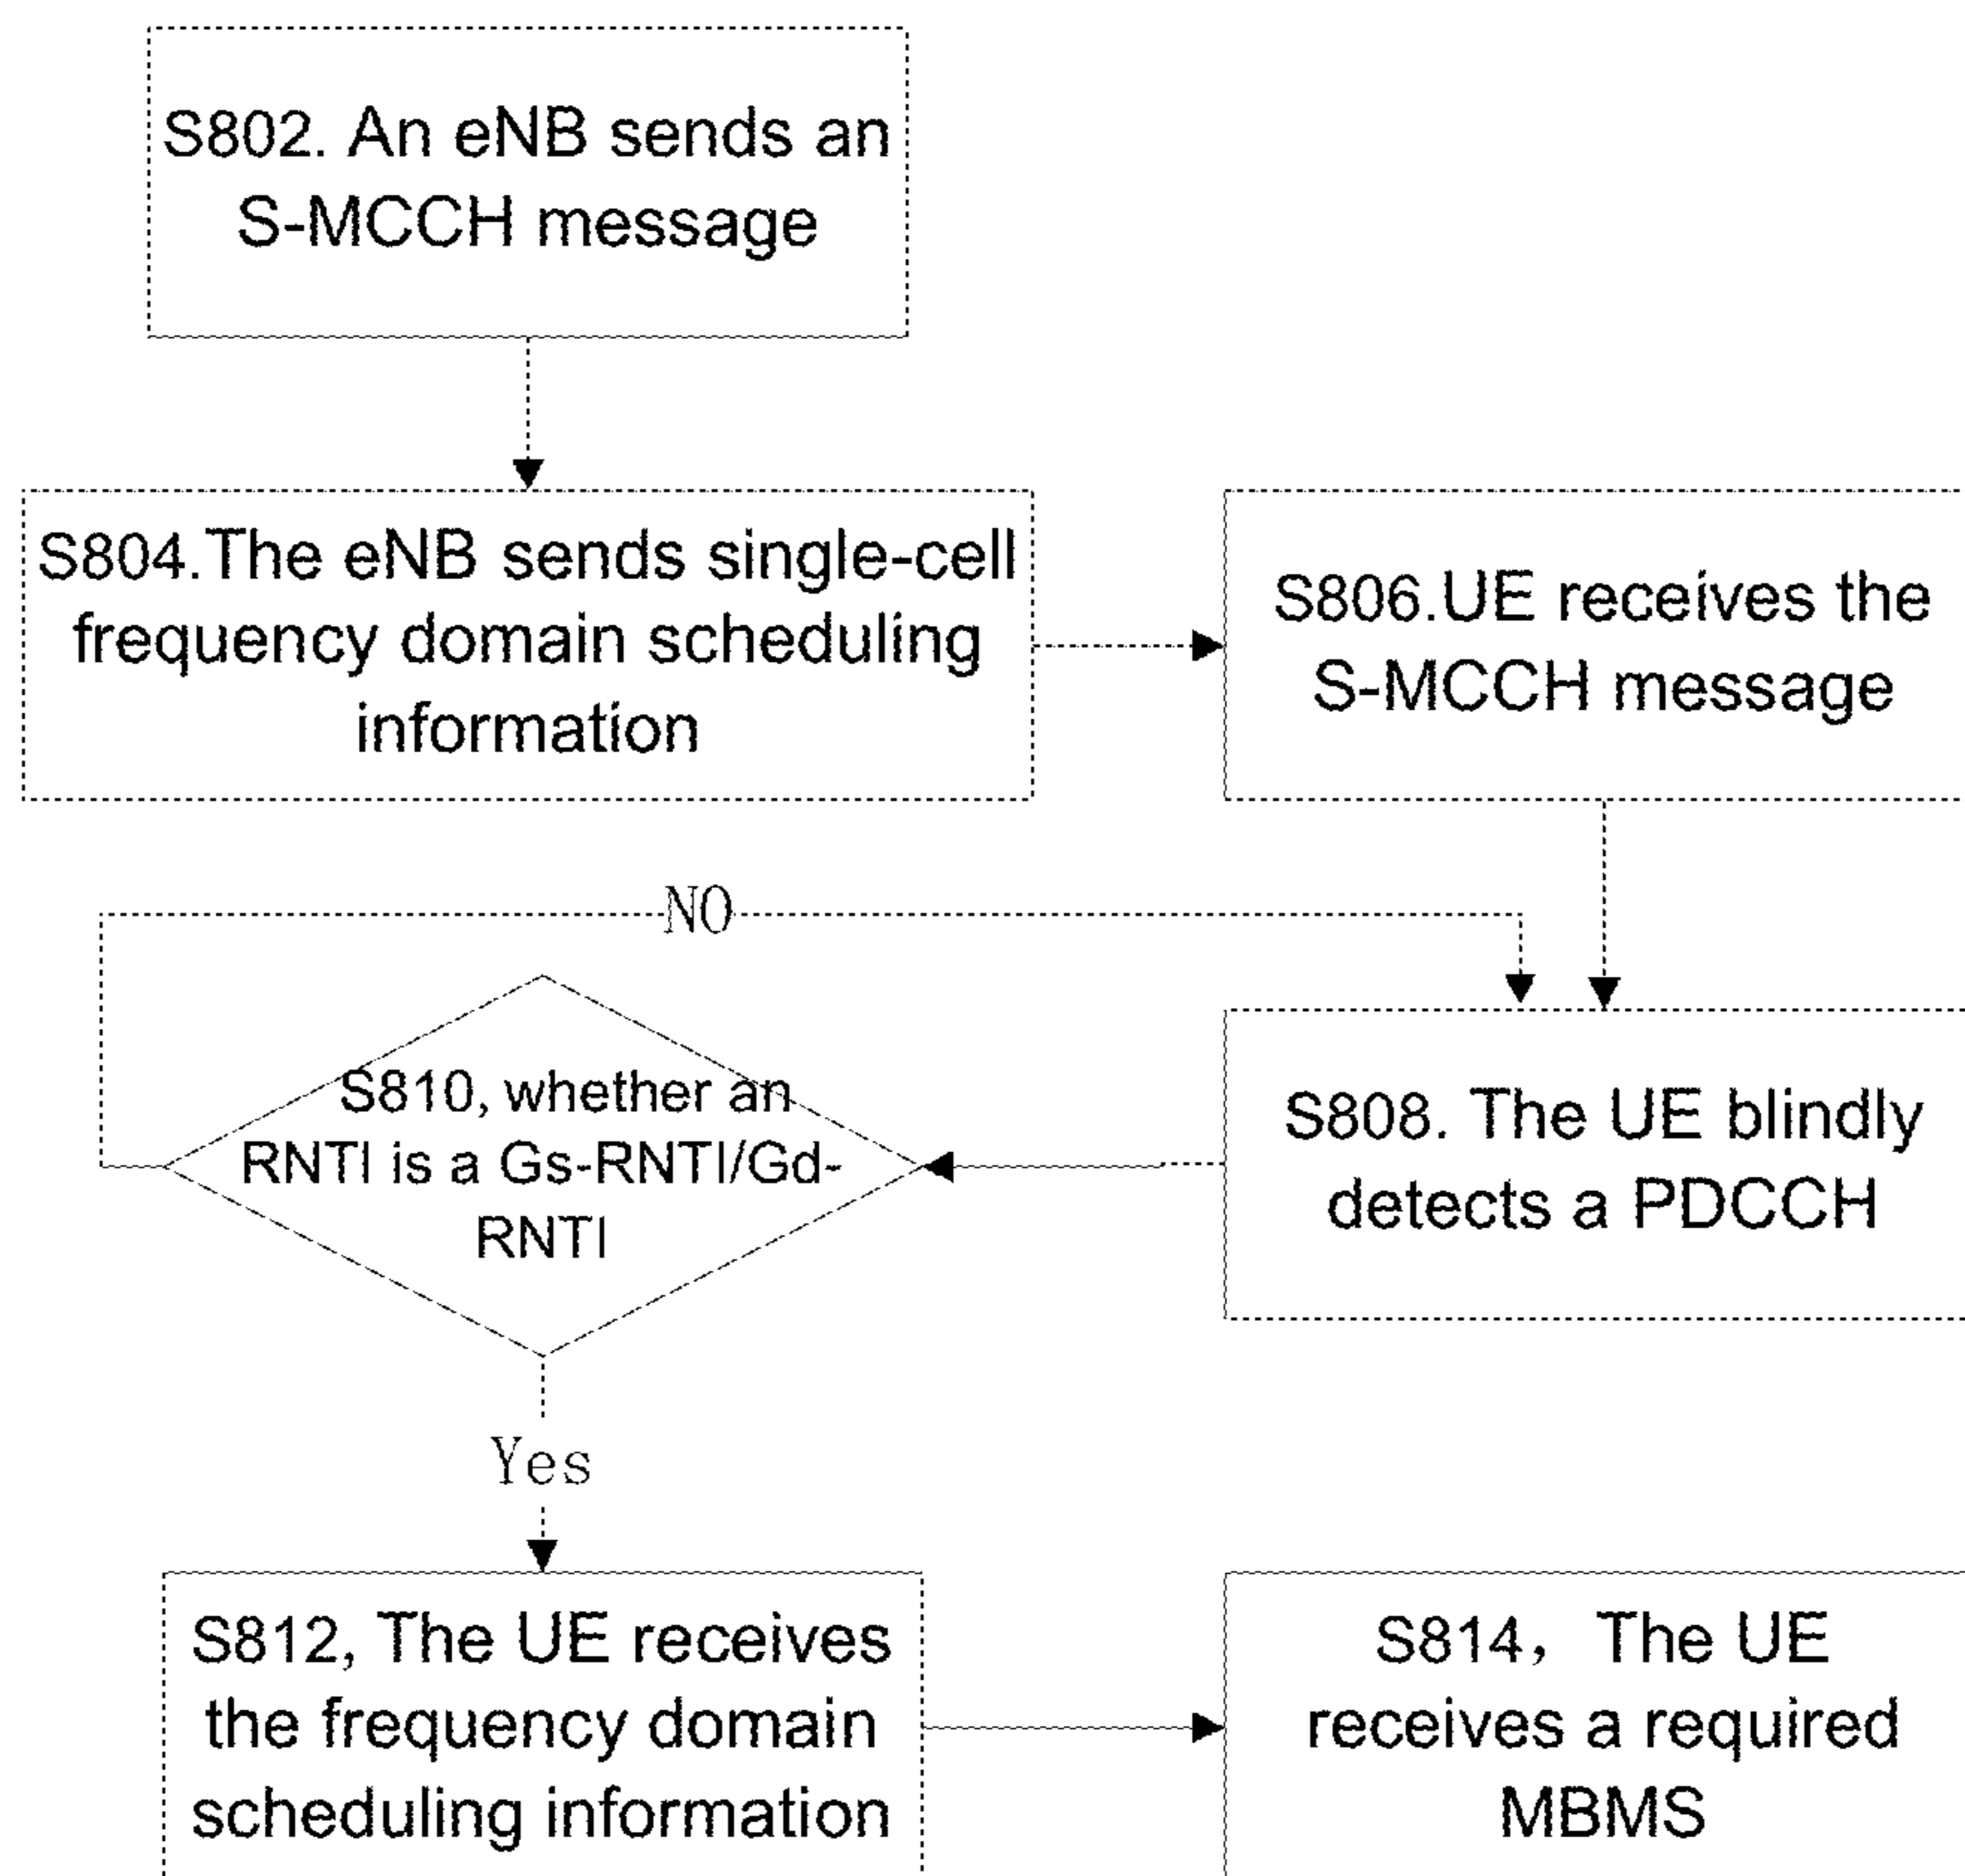 S802. An eNB sends an
S-MCCH message
S804.The eNB sends single-cell
frequency domain scheduling
information
S806.UE receives the
S-MCCH message
NO
S808. The UE blindly
detects a PDCCH
S810, whether an
RNTI is a Gs-RNTI/Gd-
RNTI
Yes
S812, The UE receives
the frequency domain
scheduling information
S814, The UE
receives a required
MBMS